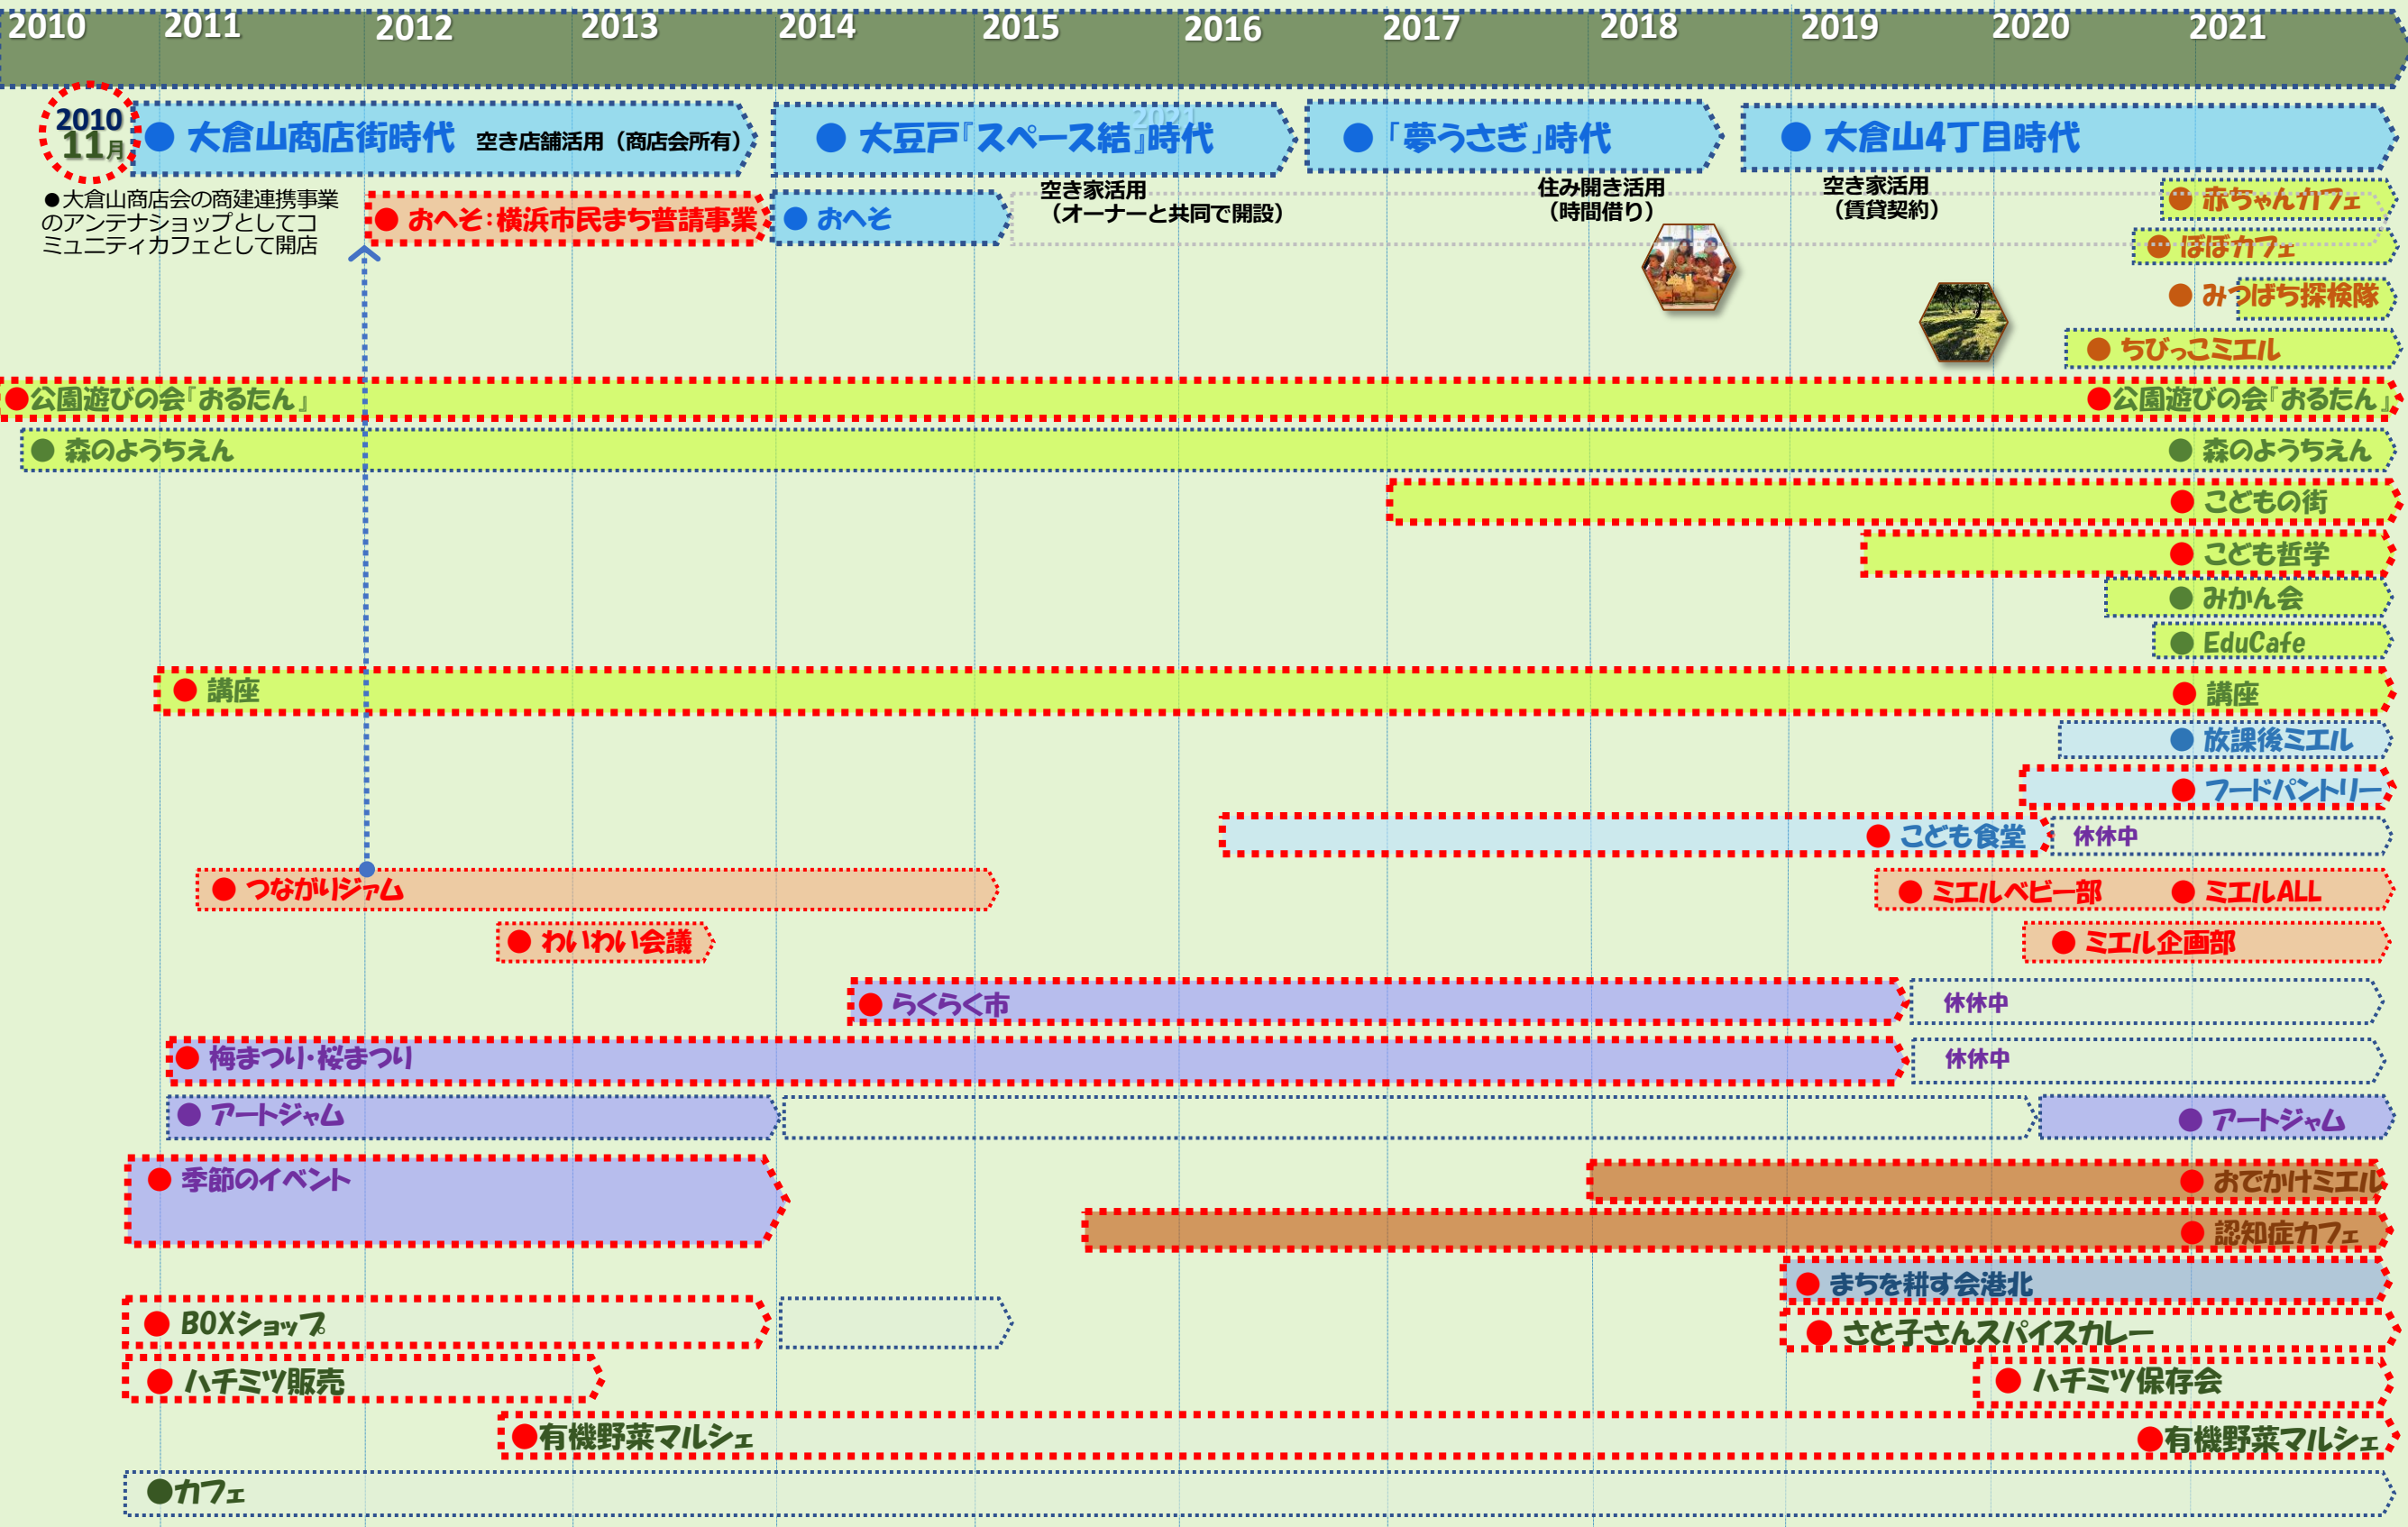 2010 2011 2012 2013 2014 2015 2016 2017 2018 2019 2020 2021
2010
11月
大倉山商店街時代 空き店舗活用（商店会所有）
2021
大豆戸『スペース結』時代
「夢うさぎ」時代
大倉山4丁目時代
●大倉山商店会の商建連携事業
のアンテナショップとしてコ
ミュニティカフェとして開店
おへそ：横浜市民まち普請事業
おへそ
空き家活用
（オーナーと共同で開設）
住み開き活用
（時間借り）
空き家活用
（賃貸契約）
赤ちゃんカフェ
ぼぼカフェ
みつばち探検隊
ちびっこミエル
公園遊びの会『おるたん』 公園遊びの会『おるたん』
森のようちえん 森のようちえん
こどもの街
こども哲学
みかん会
EduCafe
講座 講座
放課後ミエル
フードパントリー
こども食堂 休休中
つながりジャム ミエルベビー部 ミエルALL
わいわい会議 ミエル企画部
らくらく市 休休中
梅まつり・桜まつり 休休中
アートジャム アートジャム
季節のイベント おでかけミエル
認知症カフェ
まちを耕す会港北
BOXショップ さと子さんスパイスカレー
ハチミツ販売 ハチミツ保存会
有機野菜マルシェ 有機野菜マルシェ
カフェ